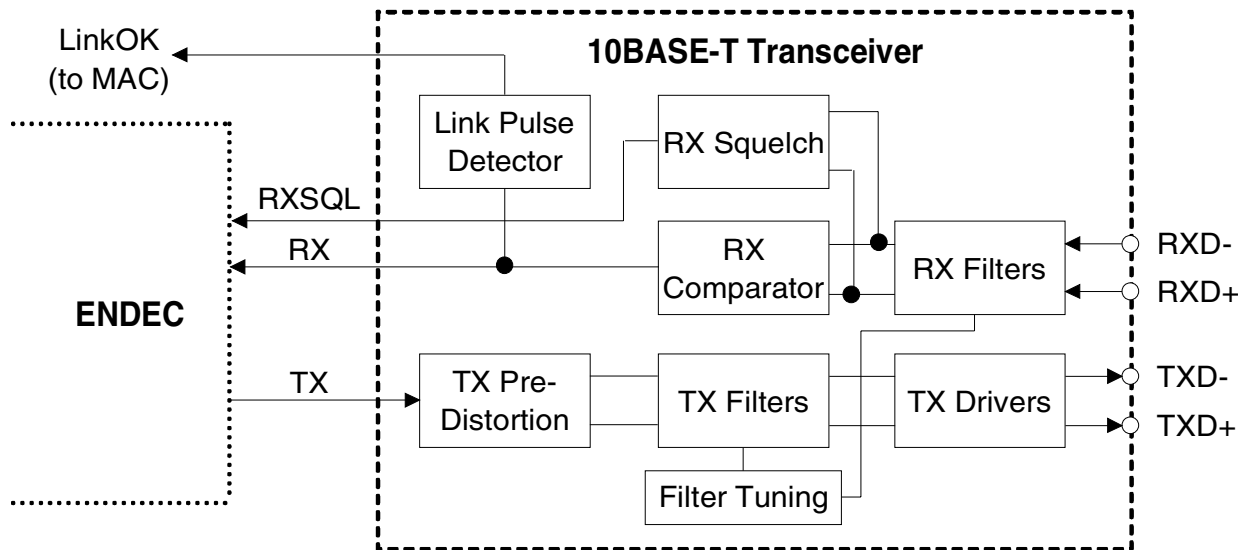 LinkOK
(to MAC)
10BASE-T Transceiver
Link Pulse
Detector
RX Squelch
RXSQL
RX
RX
Comparator
RX Filters
RXD-
RXD+
ENDEC
TX
TX Pre-
Distortion
TX Filters
TX Drivers
TXD-
TXD+
Filter Tuning